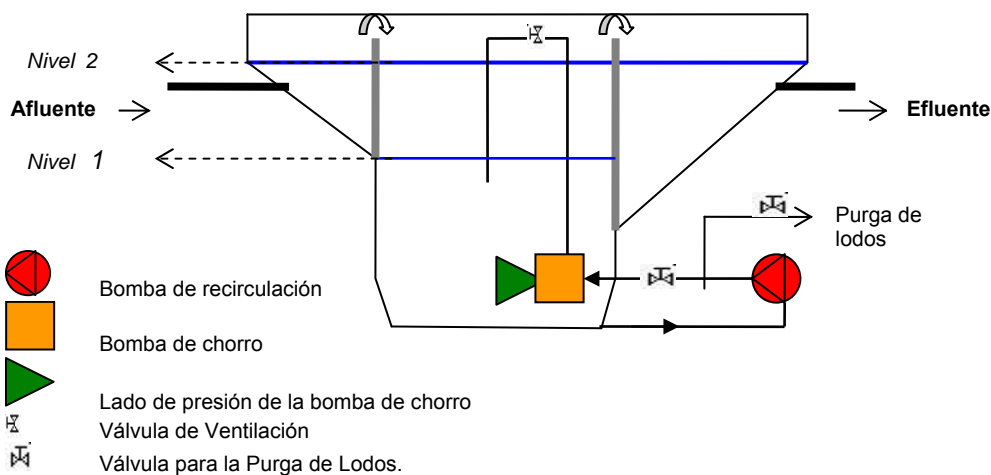 Nivel 2
Afluente
Efluente
Nivel 1
Purga de
lodos
Bomba de recirculación
Bomba de chorro
Lado de presión de la bomba de chorro
Válvula de Ventilación
Válvula para la Purga de Lodos.